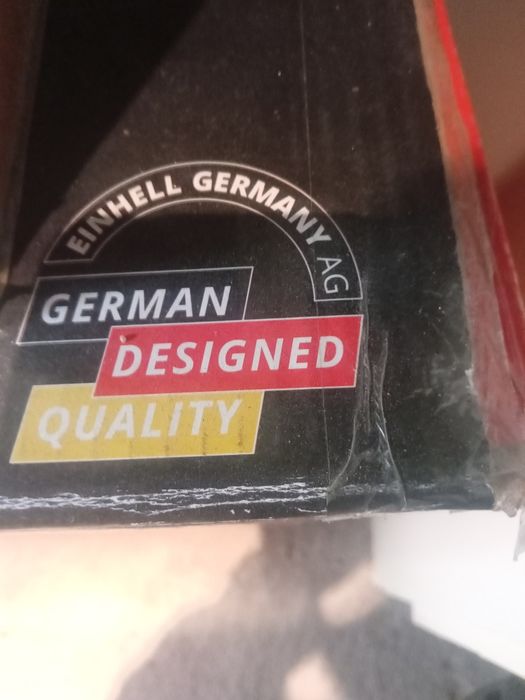 EINHELL GERMANY AG
GERMAN
DESIGNED
QUALITY